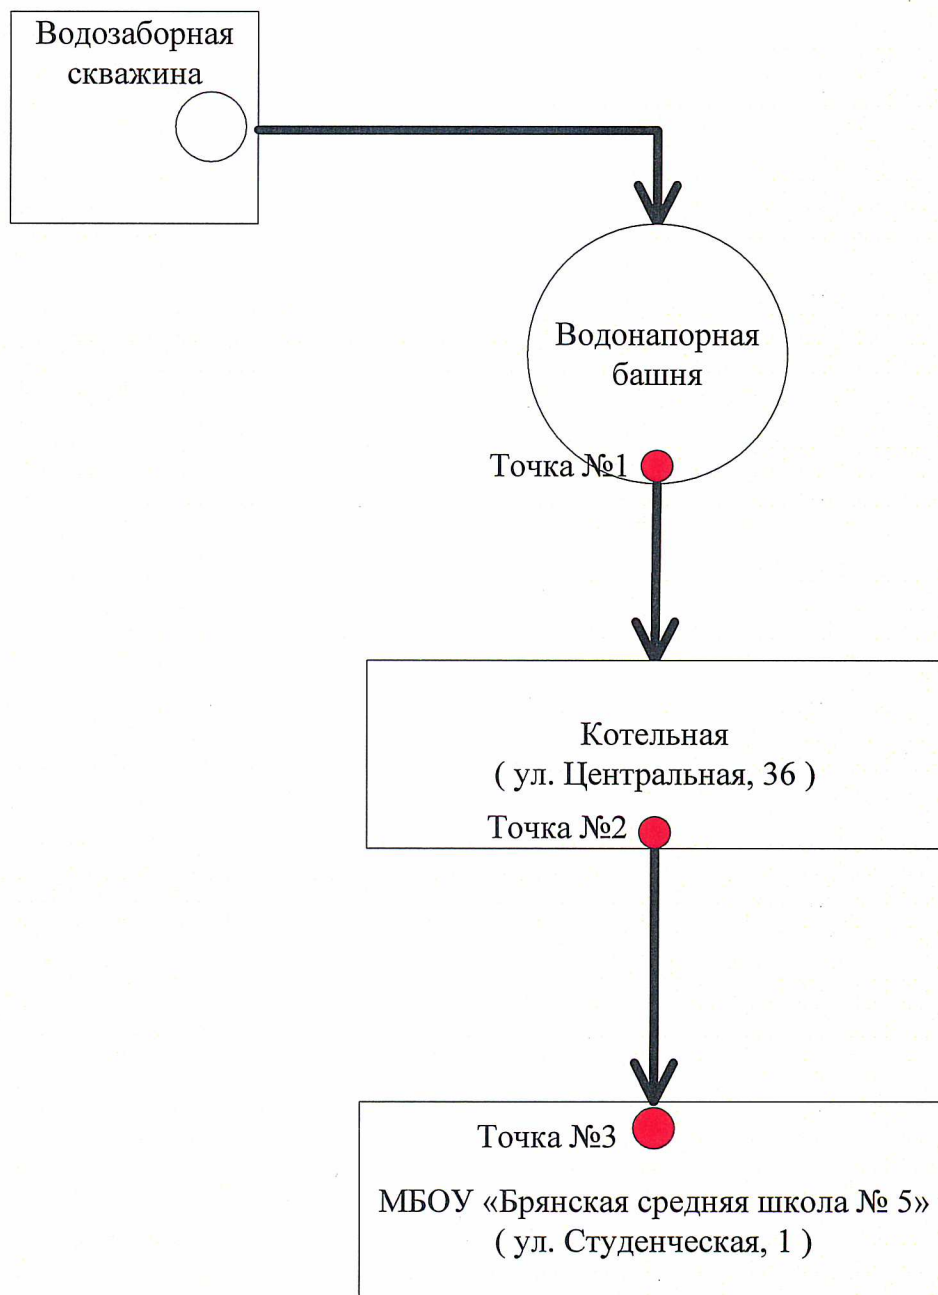 Водозаборная
скважина
Водонапорная
башня
Точка №1
Котельная
( ул. Центральная, 36 )
Точка №2
Точка №3
МБОУ «Брянская средняя школа № 5»
( ул. Студенческая, 1 )